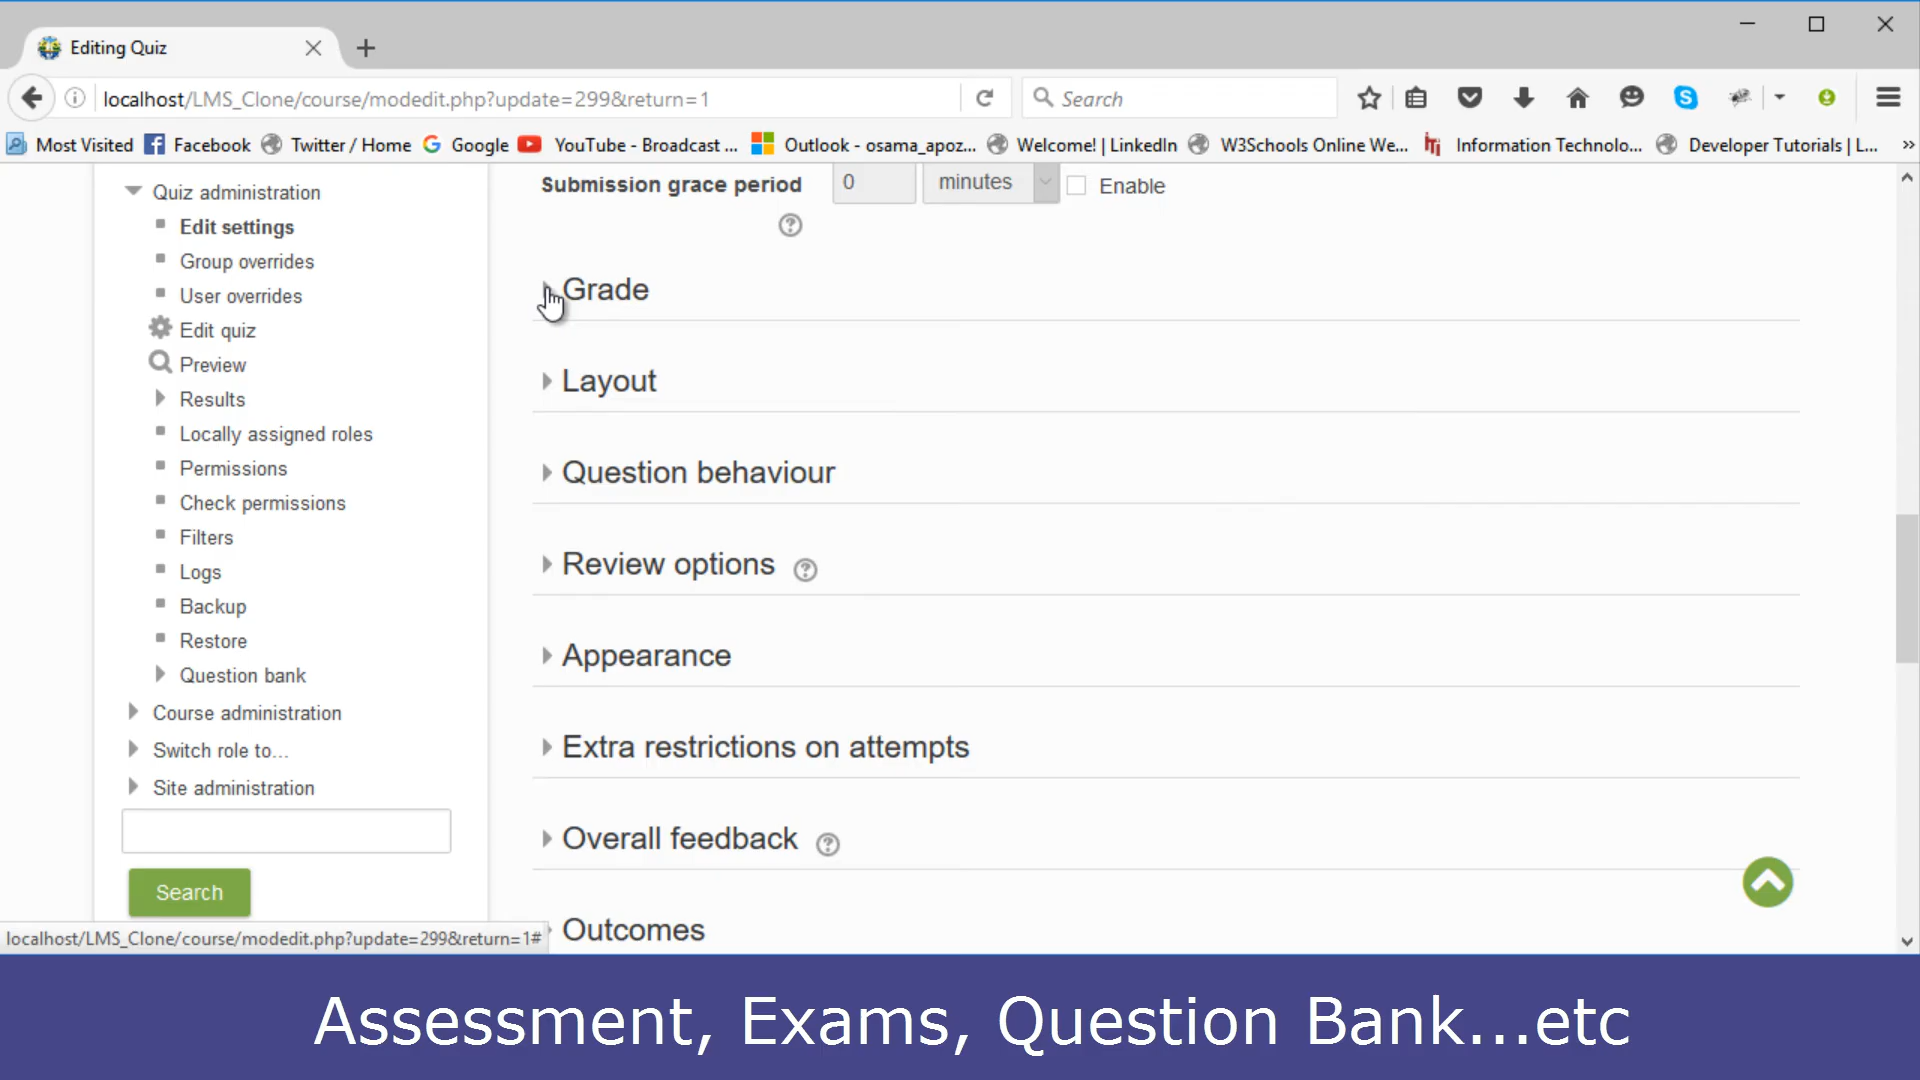 Editing Quiz
localhost/LMS_Clone/course/modedit.php?update=299&return=1
Search
Most Visited Facebook Twitter / Home Google YouTube - Broadcast ... Outlook - osama_apoz... Welcome! | LinkedIn W3Schools Online We... Information Technolo... Developer Tutorials | L... »
Quiz administration
Edit settings
Group overrides
User overrides
Edit quiz
Preview
Results
Locally assigned roles
Permissions
Check permissions
Filters
Logs
Backup
Restore
Question bank
Course administration
Switch role to...
Site administration
Search
localhost/LMS_Clone/course/modedit.php?update=299&return=1#
Submission grace period 0 minutes Enable
Grade
Layout
Question behaviour
Review options
Appearance
Extra restrictions on attempts
Overall feedback
Outcomes
Assessment, Exams, Question Bank...etc